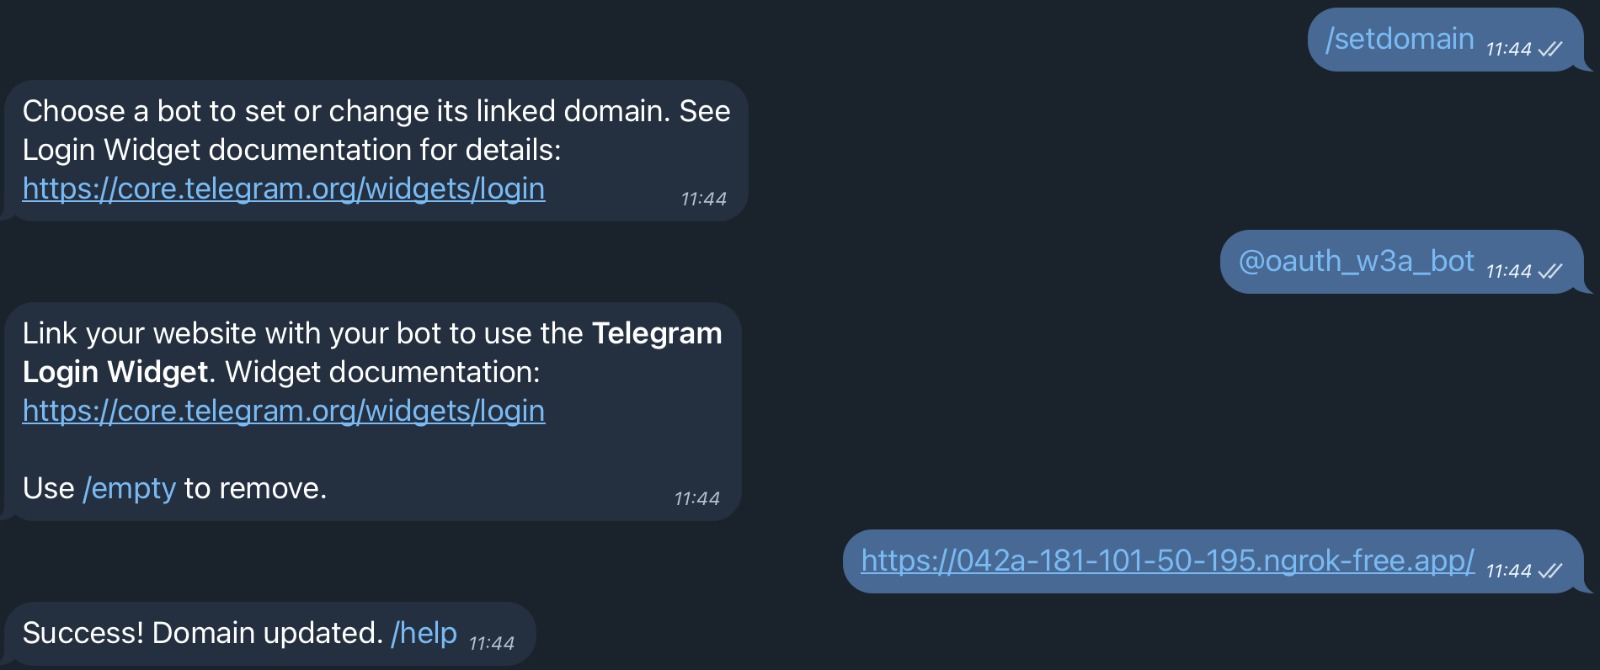 /setdomain 11:44
Choose a bot to set or change its linked domain. See
Login Widget documentation for details:
https://core.telegram.org/widgets/login 11:44
@oauth_w3a_bot 11:44
Link your website with your bot to use the Telegram
Login Widget. Widget documentation:
https://core.telegram.org/widgets/login
Use /empty to remove. 11:44
https://042a-181-101-50-195.ngrok-free.app/ 11:44
Success! Domain updated. /help 11:44